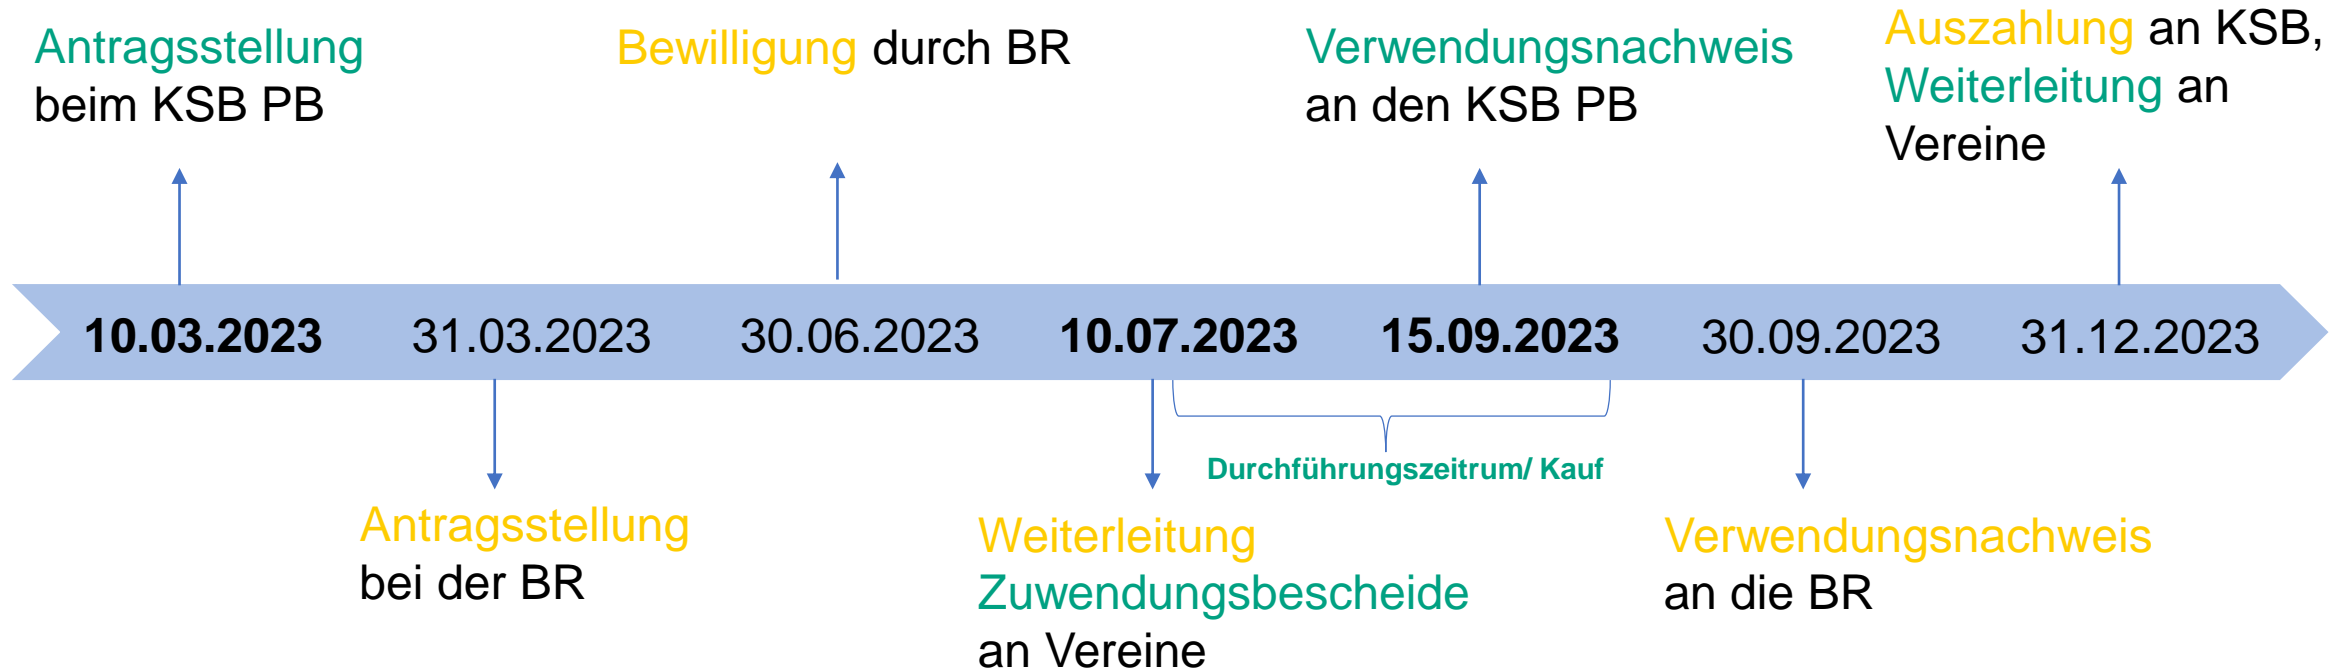 Antragsstellung
beim KSB PB
Bewilligung durch BR
Verwendungsnachweis
an den KSB PB
Auszahlung an KSB,
Weiterleitung an
Vereine
10.03.2023 31.03.2023 30.06.2023 10.07.2023 15.09.2023 30.09.2023 31.12.2023
Durchführungszeitrum/ Kauf
Antragsstellung
bei der BR
Weiterleitung
Zuwendungsbescheide
an Vereine
Verwendungsnachweis
an die BR